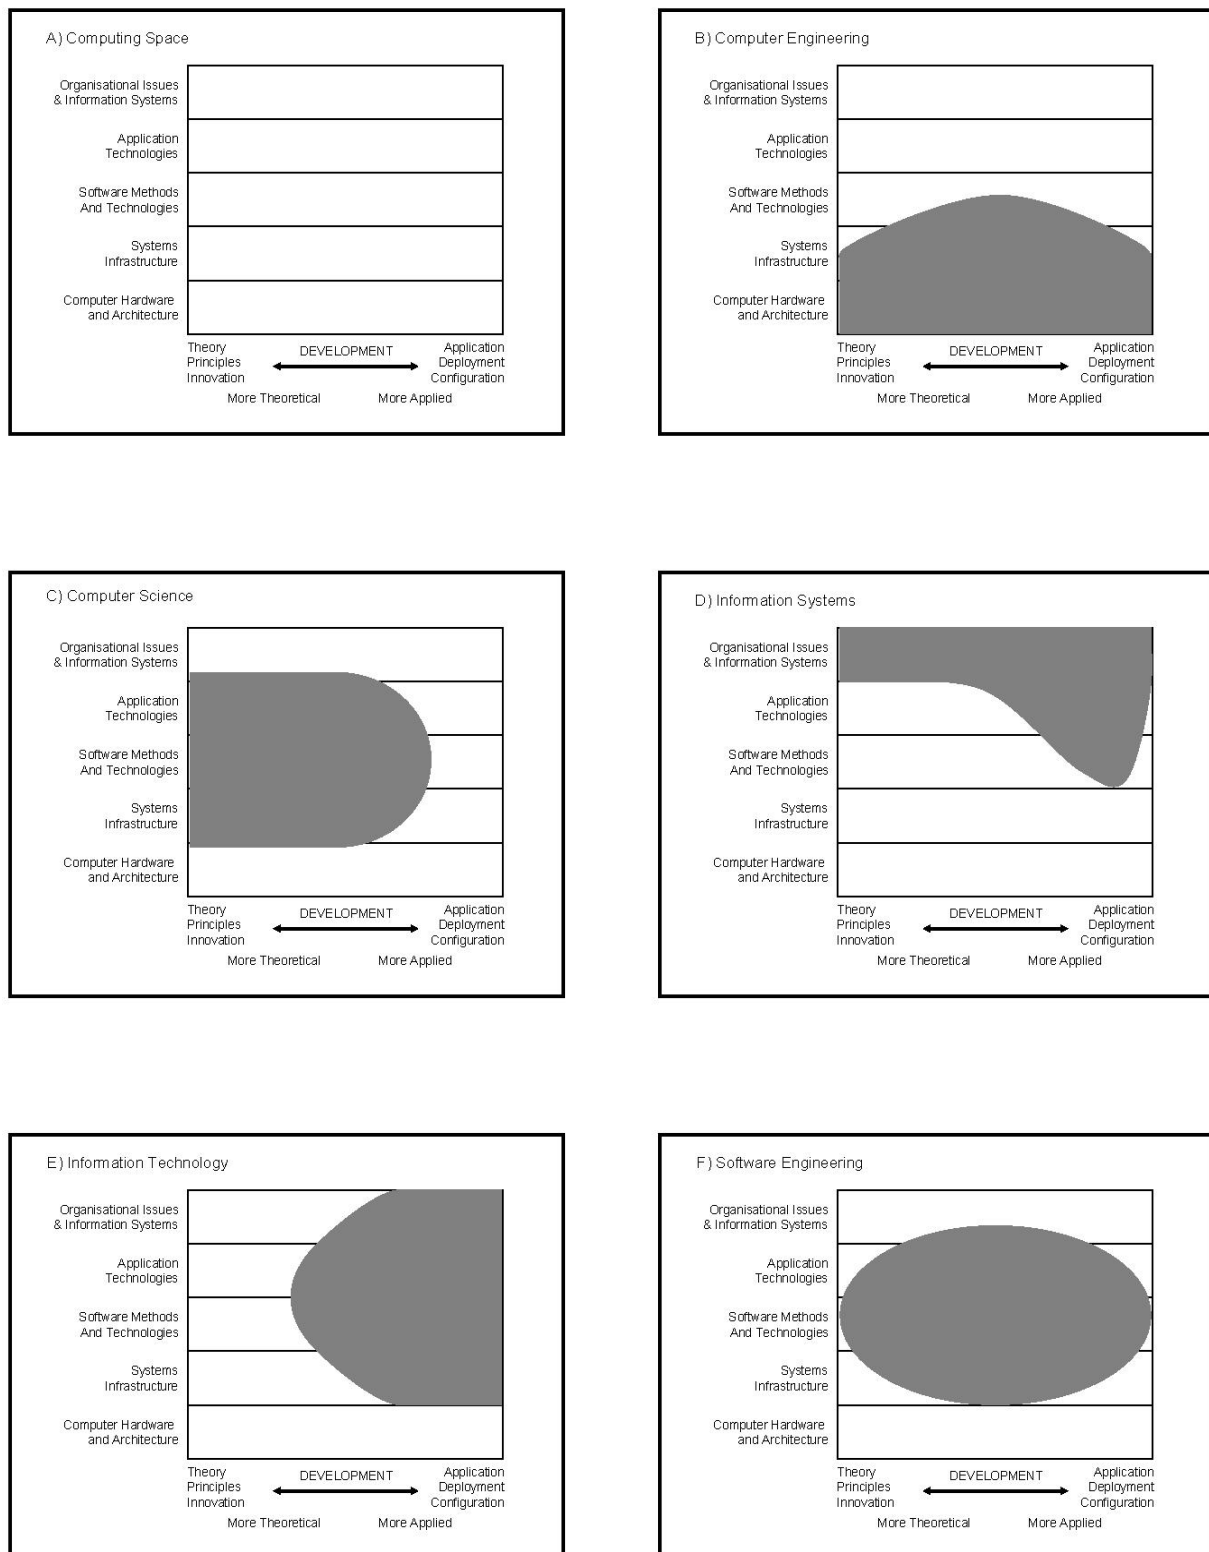 A) Computing Space
Organisational Issues
& Information Systems
Application
Technologies
Software Methods
And Technologies
Systems
Infrastructure
Computer Hardware
and Architecture
Theory
Principles
Innovation
DEVELOPMENT
Application
Deployment
Configuration
More Theoretical
More Applied
B) Computer Engineering
Organisational Issues
& Information Systems
Application
Technologies
Software Methods
And Technologies
Systems
Infrastructure
Computer Hardware
and Architecture
Theory
Principles
Innovation
DEVELOPMENT
Application
Deployment
Configuration
More Theoretical
More Applied
C) Computer Science
Organisational Issues
& Information Systems
Application
Technologies
Software Methods
And Technologies
Systems
Infrastructure
Computer Hardware
and Architecture
Theory
Principles
Innovation
DEVELOPMENT
Application
Deployment
Configuration
More Theoretical
More Applied
D) Information Systems
Organisational Issues
& Information Systems
Application
Technologies
Software Methods
And Technologies
Systems
Infrastructure
Computer Hardware
and Architecture
Theory
Principles
Innovation
DEVELOPMENT
Application
Deployment
Configuration
More Theoretical
More Applied
E) Information Technology
Organisational Issues
& Information Systems
Application
Technologies
Software Methods
And Technologies
Systems
Infrastructure
Computer Hardware
and Architecture
Theory
Principles
Innovation
DEVELOPMENT
Application
Deployment
Configuration
More Theoretical
More Applied
F) Software Engineering
Organisational Issues
& Information Systems
Application
Technologies
Software Methods
And Technologies
Systems
Infrastructure
Computer Hardware
and Architecture
Theory
Principles
Innovation
DEVELOPMENT
Application
Deployment
Configuration
More Theoretical
More Applied